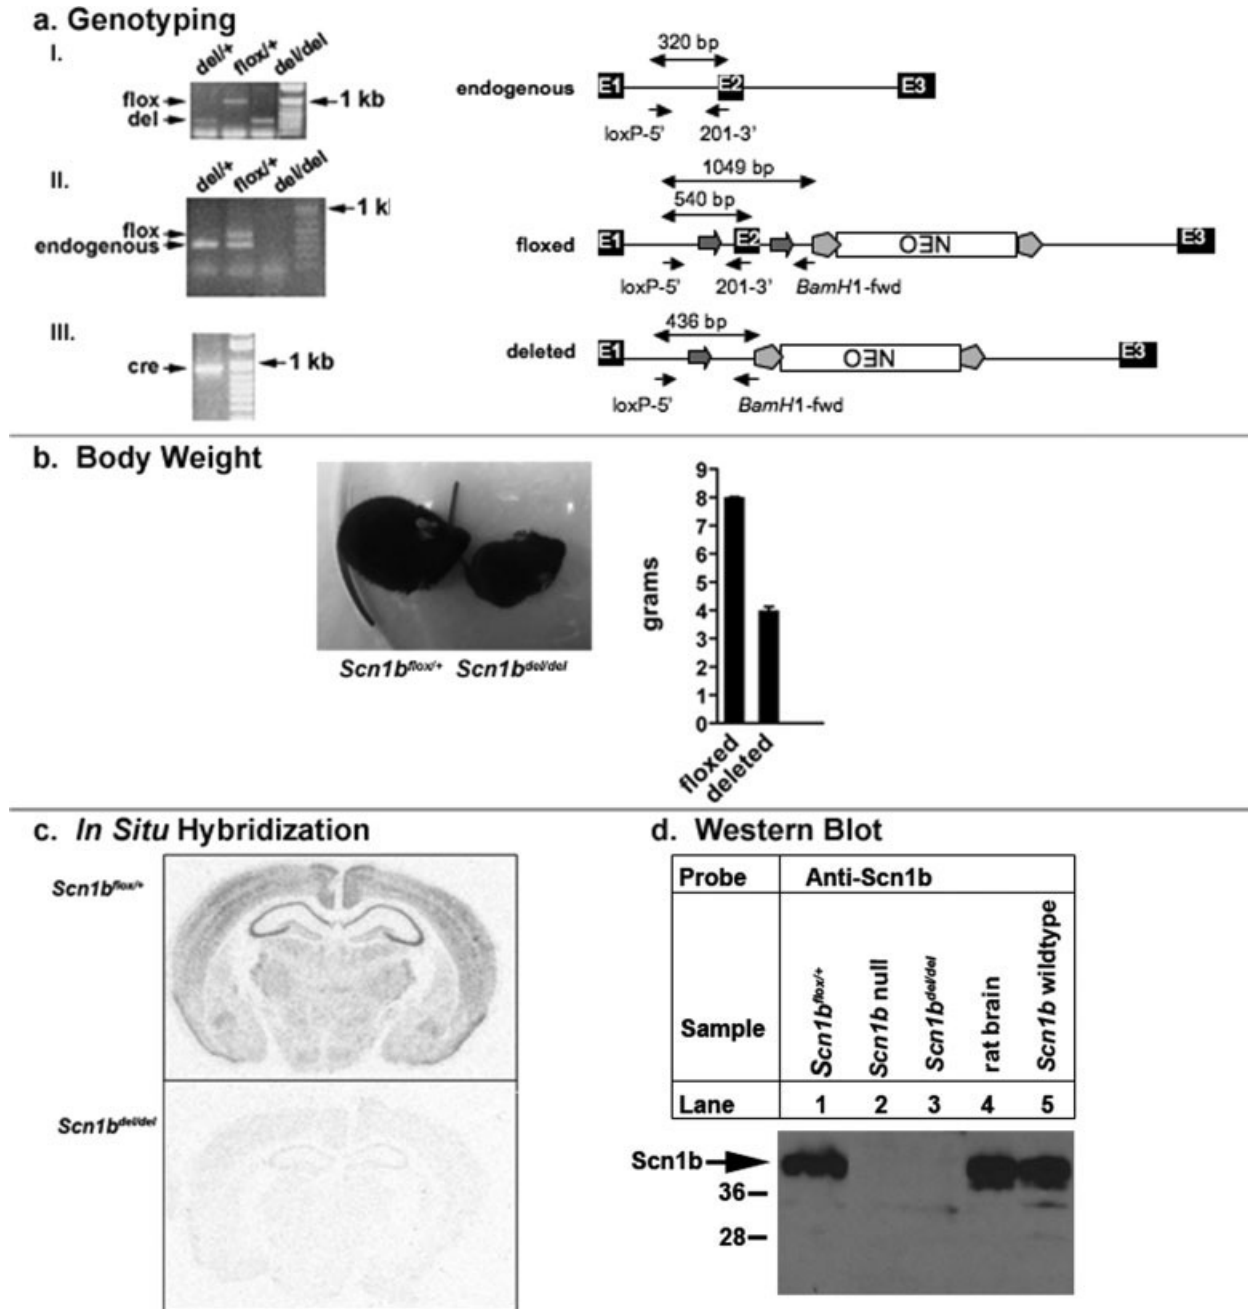 a. Genotyping
I.
del/+ flox/+ del/del
flox
del
1 kb
endogenous
320 bp
E1 E2 E3
loxP-5' 201-3'
II.
del/+ flox/+ del/del
flox
endogenous
1 k
floxed
1049 bp
540 bp
E1 E2 NEO E3
loxP-5' 201-3' BamH1-fwd
III.
cre
1 kb
deleted
436 bp
E1 NEO E3
loxP-5' BamH1-fwd
b. Body Weight
Scn1bflox/+ Scn1bdel/del
grams
9
8
7
6
5
4
3
2
1
0
floxed
deleted
c. In Situ Hybridization
Scn1bflox/+
Scn1bdel/del
d. Western Blot
Probe Anti-Scn1b
Sample Scn1bflox/+ Scn1b null Scn1bdel/del rat brain Scn1b wildtype
Lane 1 2 3 4 5
Scn1b
36
28